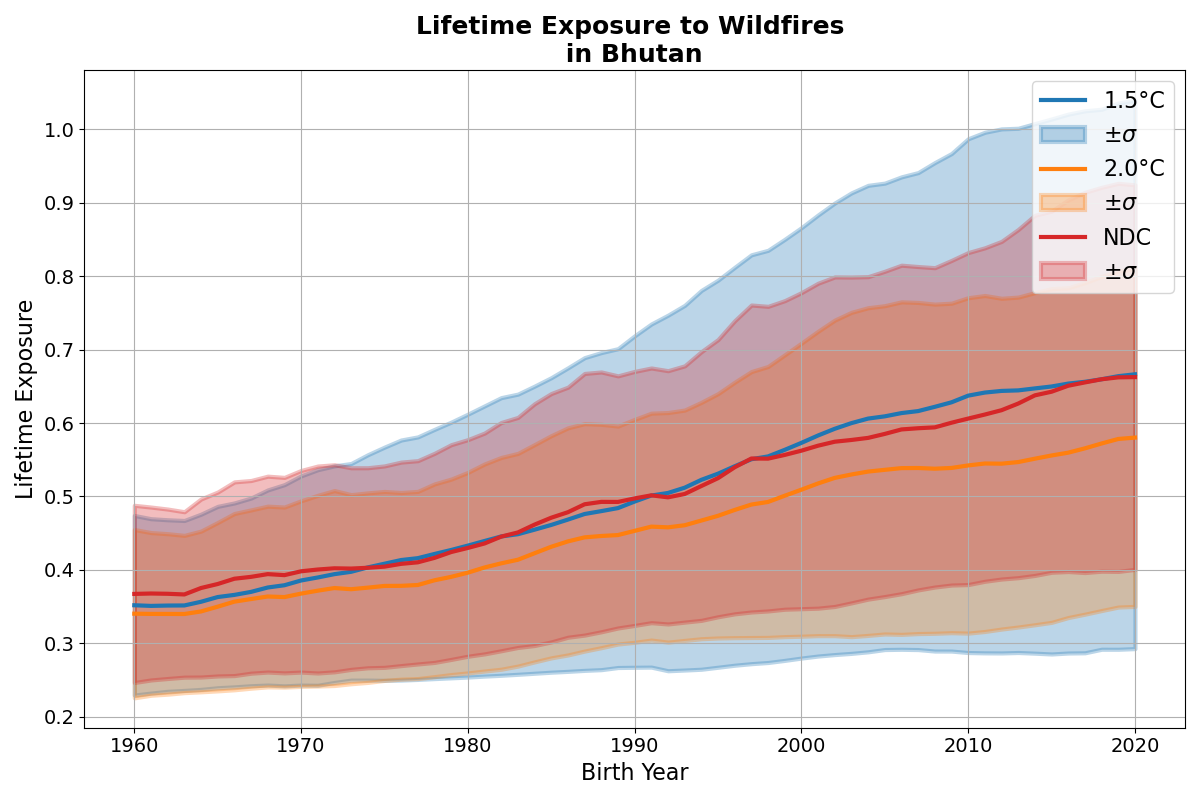 Lifetime Exposure to Wildfires
in Bhutan
Lifetime Exposure
1.0
0.9
0.8
0.7
0.6
0.5
0.4
0.3
0.2
1.5°C
±σ
2.0°C
±σ
NDC
±σ
1960 1970 1980 1990 2000 2010 2020
Birth Year